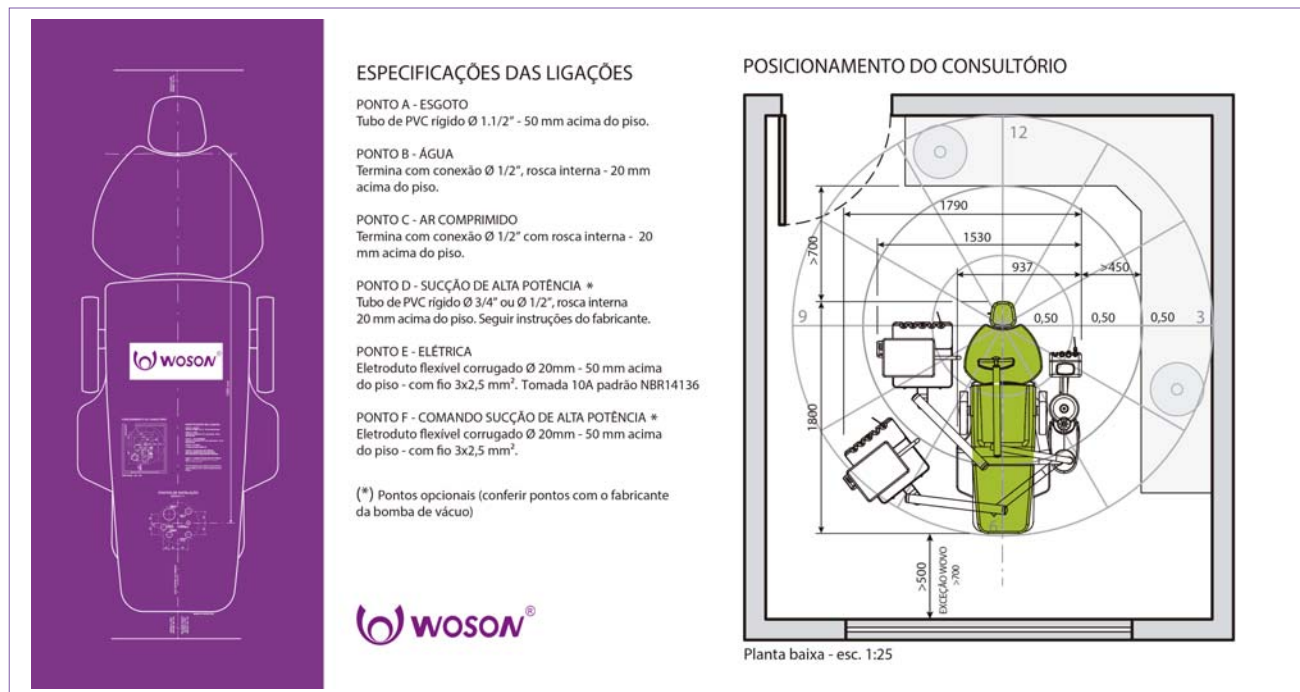 WOSON®
ESPECIFICAÇÕES DAS LIGAÇÕES
PONTO A - ESGOTO
Tubo de PVC rígido Ø 1.1/2” - 50 mm acima do piso.
PONTO B - ÁGUA
Termina com conexão Ø 1/2”, rosca interna - 20 mm
acima do piso.
PONTO C - AR COMPRIMIDO
Termina com conexão Ø 1/2” com rosca interna - 20
mm acima do piso.
PONTO D - SUCÇÃO DE ALTA POTÊNCIA *
Tubo de PVC rígido Ø 3/4” ou Ø 1/2”, rosca interna
20 mm acima do piso. Seguir instruções do fabricante.
PONTO E - ELÉTRICA
Eletroduto flexível corrugado Ø 20mm - 50 mm acima
do piso - com fio 3x2,5 mm². Tomada 10A padrão NBR14136
PONTO F - COMANDO SUCÇÃO DE ALTA POTÊNCIA *
Eletroduto flexível corrugado Ø 20mm - 50 mm acima
do piso - com fio 3x2,5 mm².
(*) Pontos opcionais (conferir pontos com o fabricante
da bomba de vácuo)
WOSON®
POSICIONAMENTO DO CONSULTÓRIO
12
1790
>700
1530
937
>450
9
0,50
0,50
0,50
3
1800
6
>500
EXCEÇÃO WOVO
>700
Planta baixa - esc. 1:25